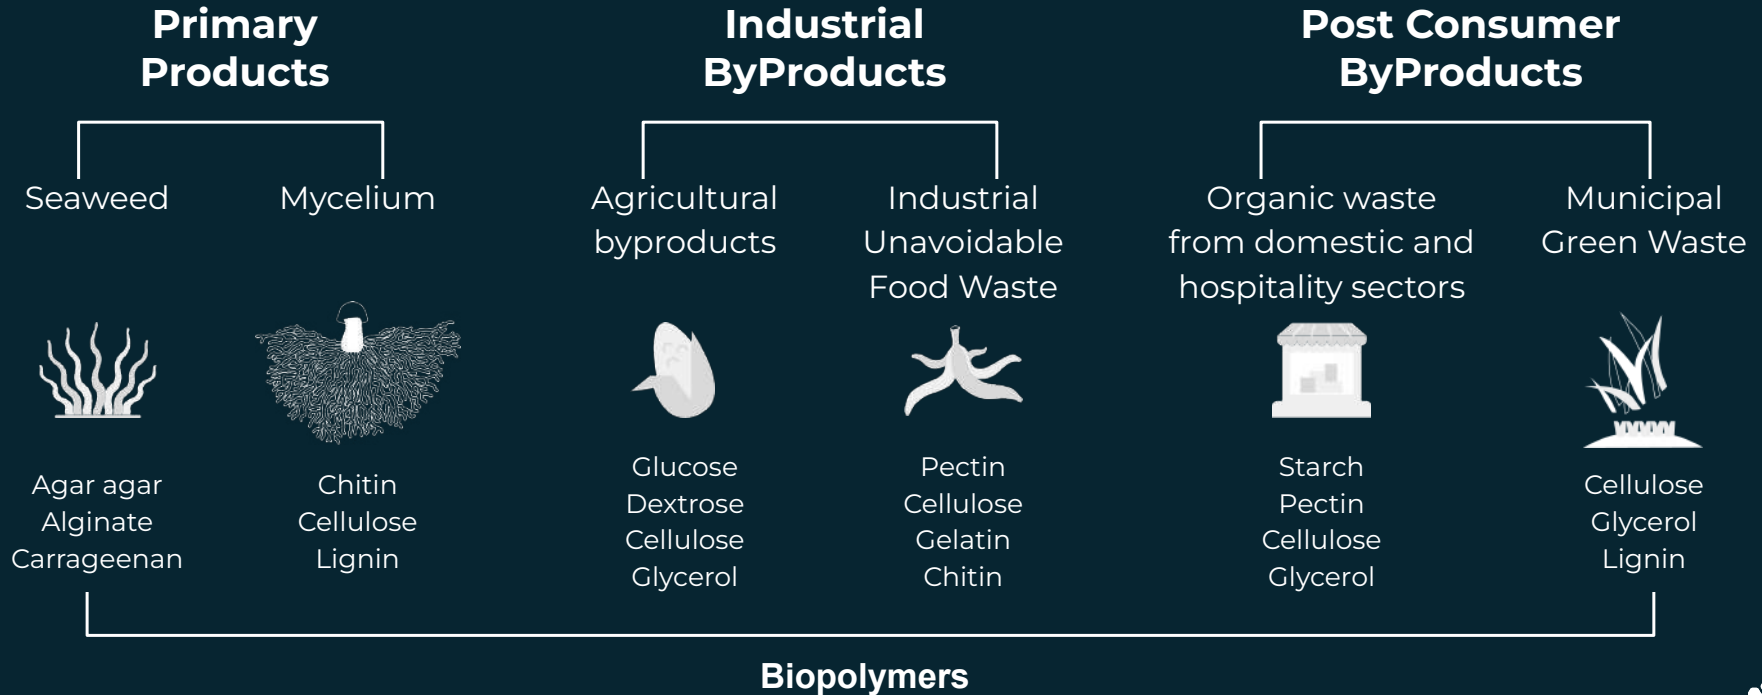 Primary
Products
Industrial
ByProducts
Post Consumer
ByProducts
Seaweed
Mycelium
Agricultural
byproducts
Industrial
Unavoidable
Food Waste
Organic waste
from domestic and
hospitality sectors
Municipal
Green Waste
Agar agar
Alginate
Carrageenan
Chitin
Cellulose
Lignin
Glucose
Dextrose
Cellulose
Glycerol
Pectin
Cellulose
Gelatin
Chitin
Starch
Pectin
Cellulose
Glycerol
Cellulose
Glycerol
Lignin
Biopolymers